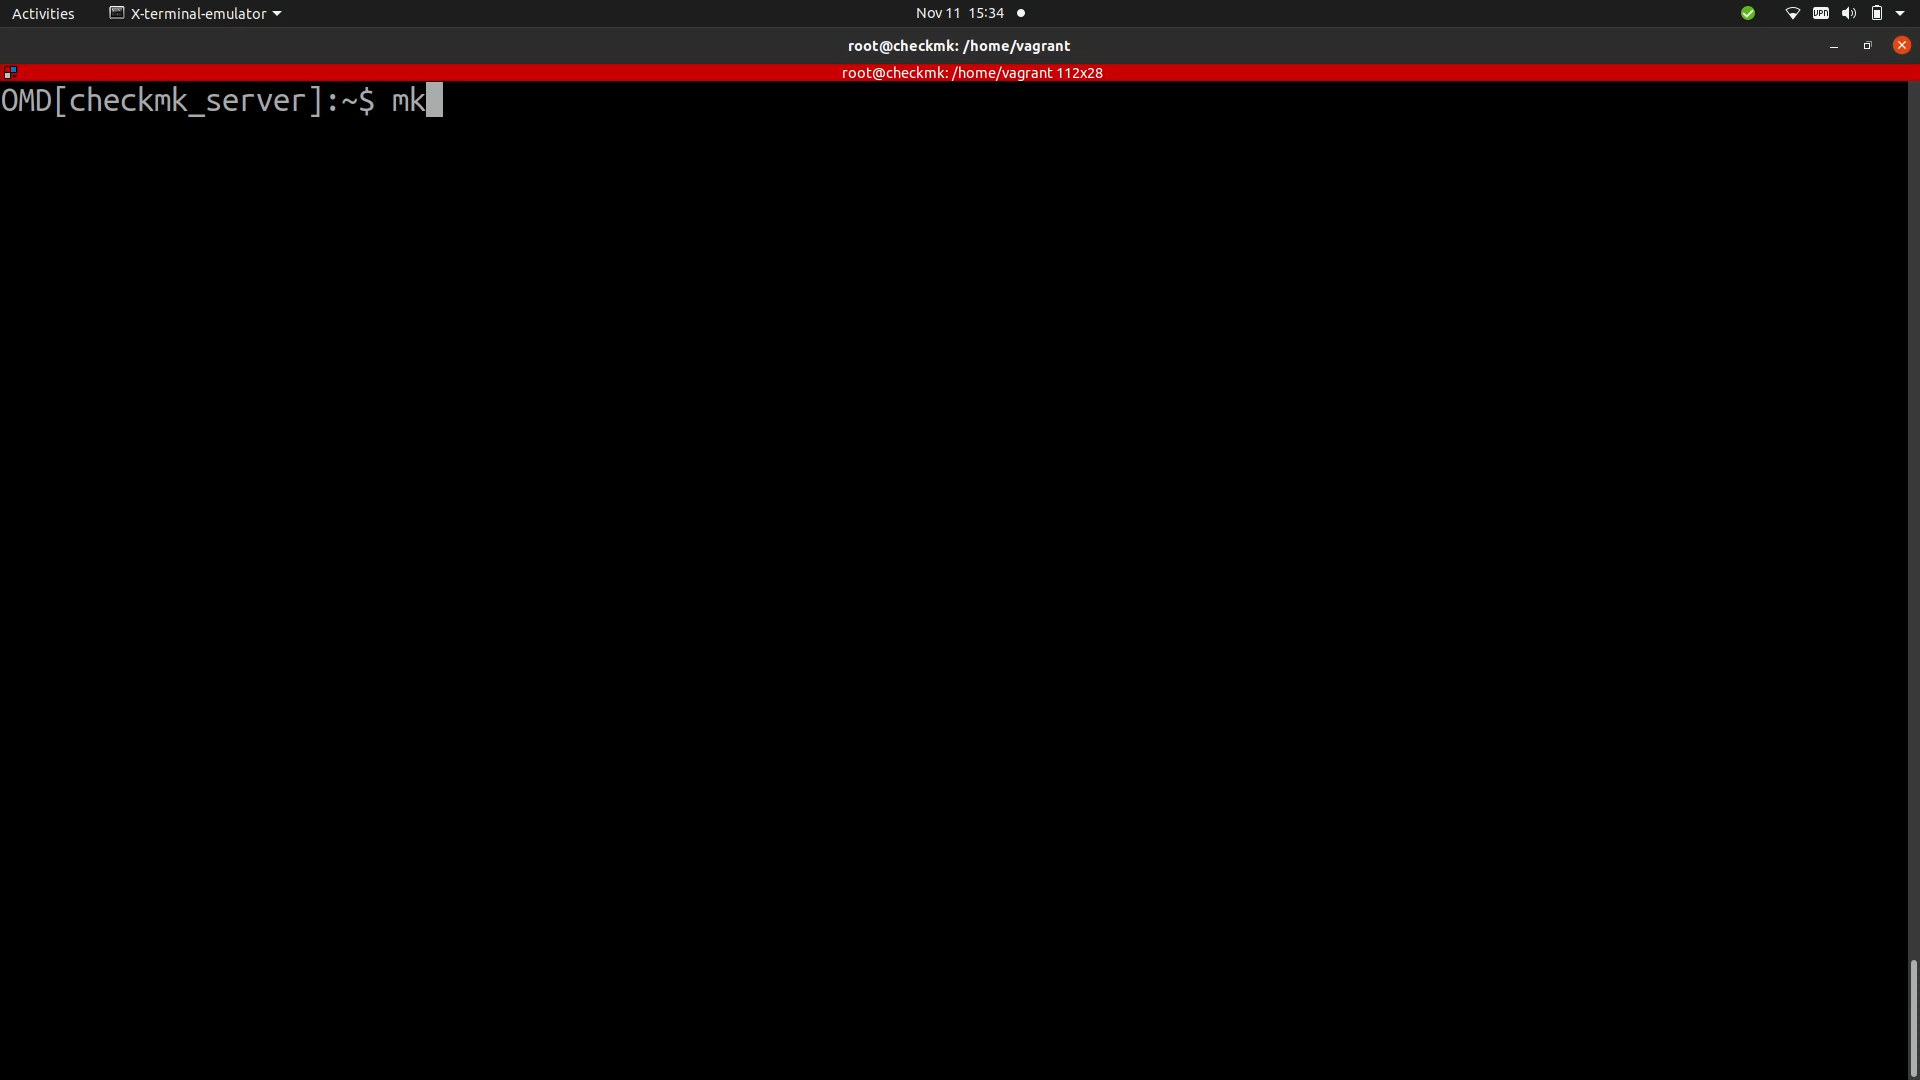 Activities X-terminal-emulator Nov 11 15:34 VPN
root@checkmk: /home/vagrant
root@checkmk: /home/vagrant 112x28
OMD[checkmk_server]:~$ mk